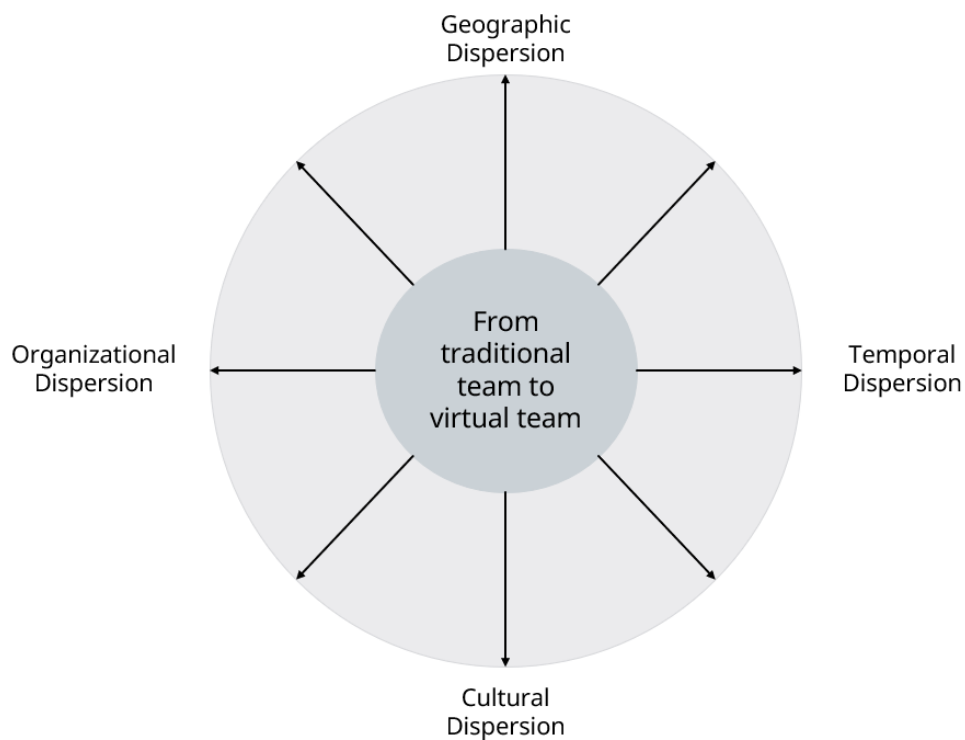 Geographic
Dispersion
From
traditional
team to
virtual team
Organizational
Dispersion
Temporal
Dispersion
Cultural
Dispersion